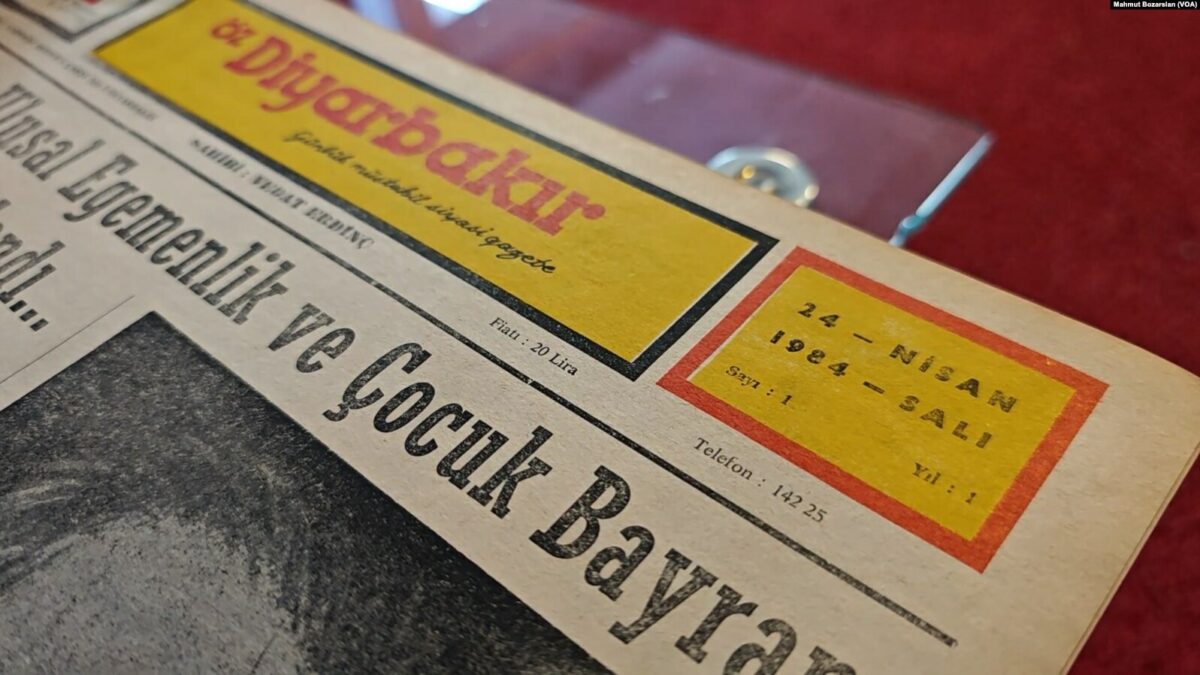 Mahmut Bozarslan (VOA)
öz Diyarbakır
Günlük müstakil siyasi gazete
SAHİBİ : VEDAT ERDİNÇ
Fiatı : 20 Lira
24 — NİSAN
1984 — SALI
Sayı : 1
Yıl : 1
Telefon : 142 25
Ulusal Egemenlik ve Çocuk Bayram